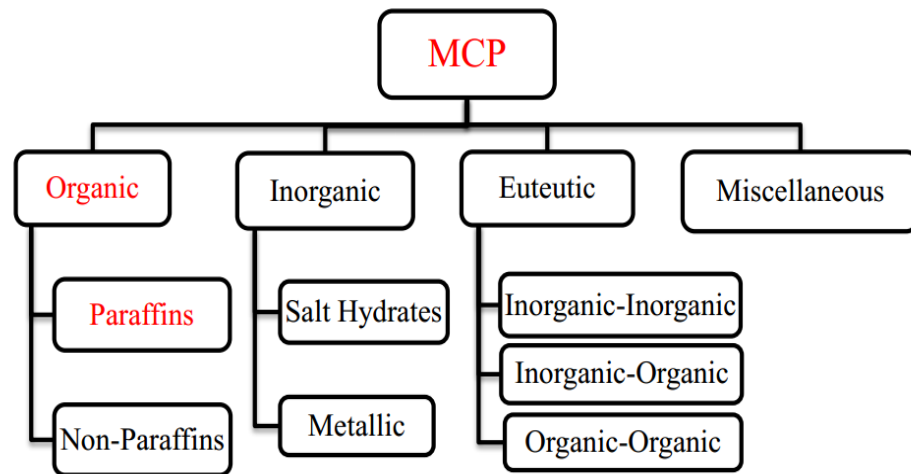 MCP
Organic
Inorganic
Euteutic
Miscellaneous
Paraffins
Salt Hydrates
Inorganic-Inorganic
Inorganic-Organic
Non-Paraffins
Metallic
Organic-Organic